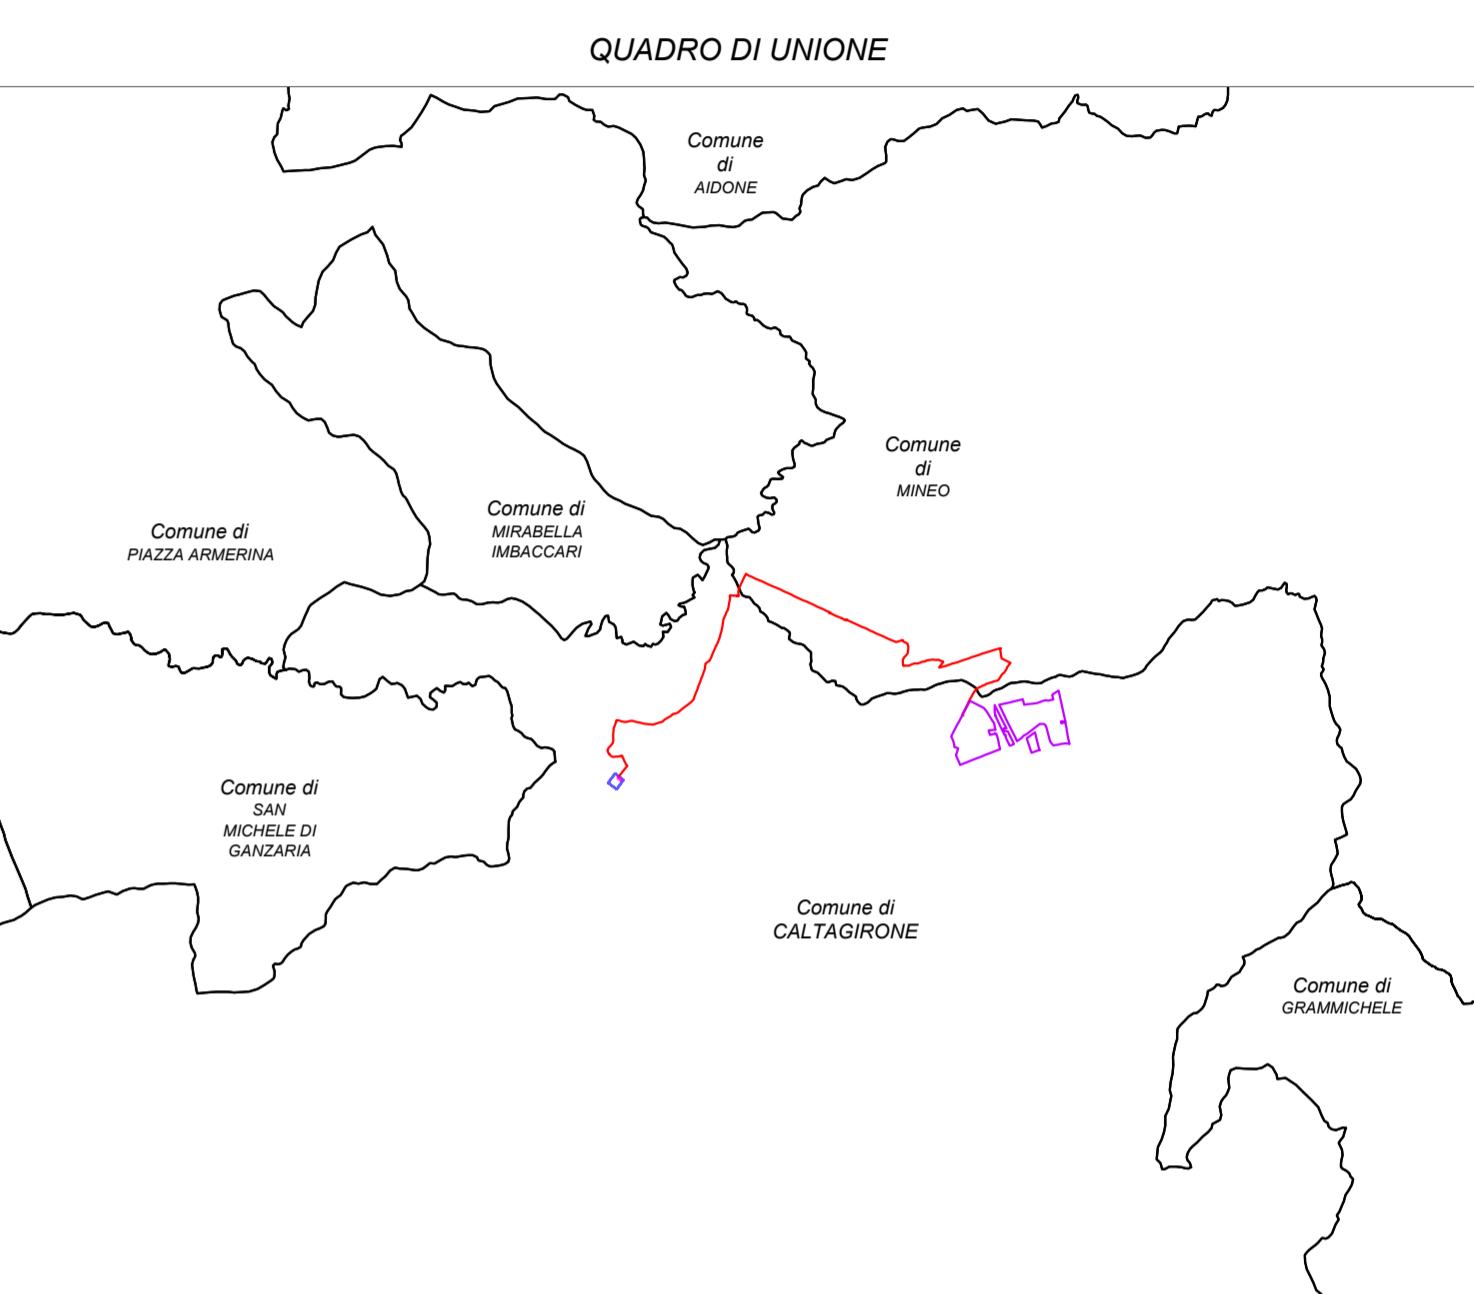 QUADRO DI UNIONE
Comune
di
AIDONE
Comune
di
MINEO
Comune di
MIRABELLA
IMBACCARI
Comune di
PIAZZA ARMERINA
Comune di
SAN
MICHELE DI
GANZARIA
Comune di
CALTAGIRONE
Comune di
GRAMMICHELE